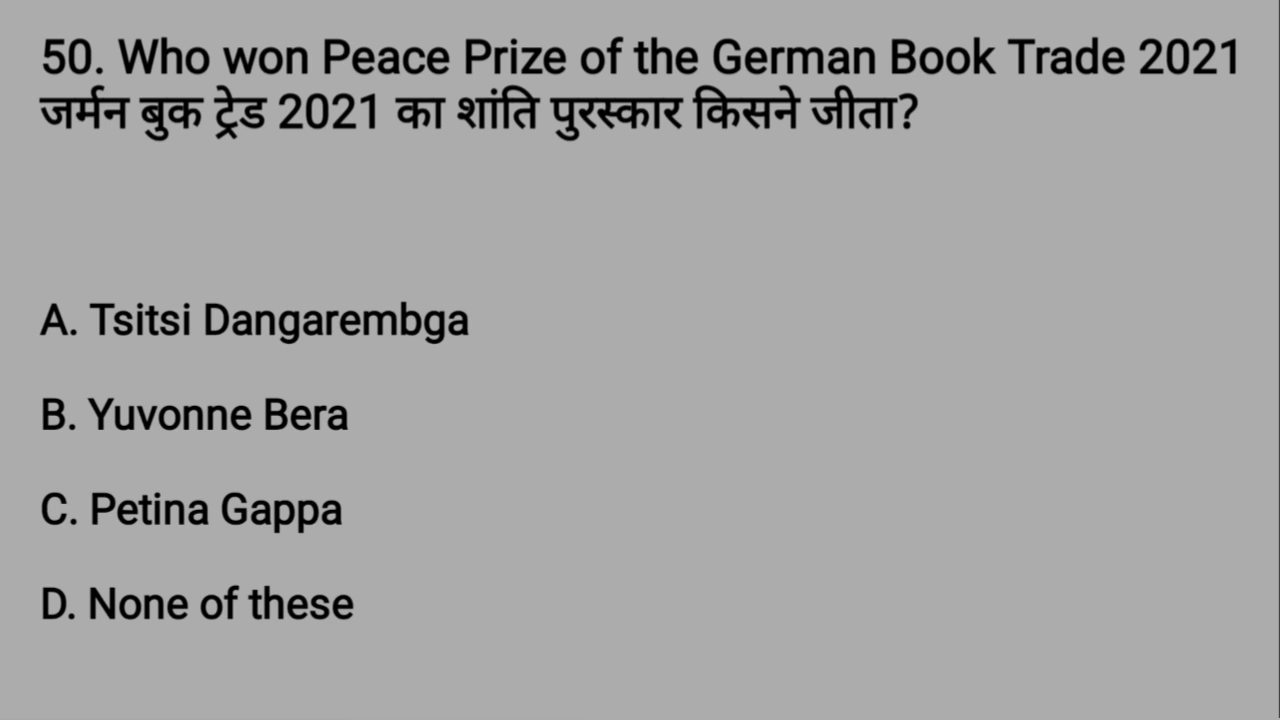 50. Who won Peace Prize of the German Book Trade 2021
जर्मन बुक ट्रेड 2021 का शांति पुरस्कार किसने जीता?
A. Tsitsi Dangarembga
B. Yuvonne Bera
C. Petina Gappa
D. None of these